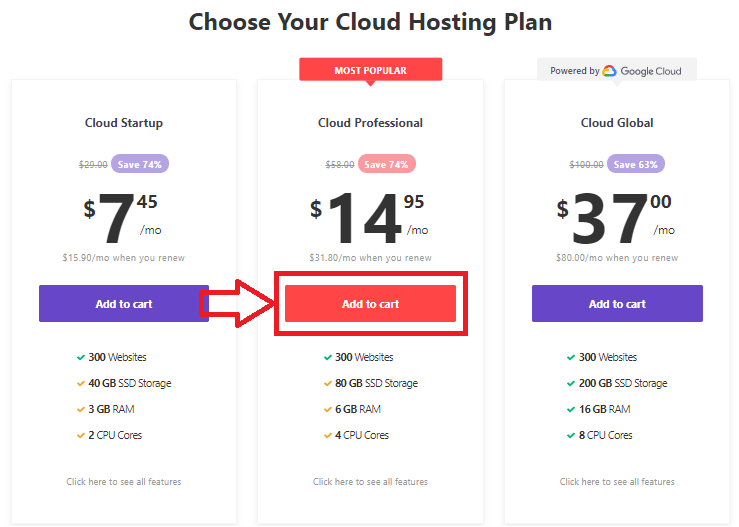 Choose Your Cloud Hosting Plan
MOST POPULAR
Powered by Google Cloud
Cloud Startup
$29.00 Save 74%
$7 45 /mo
$15.90/mo when you renew
Add to cart
300 Websites
40 GB SSD Storage
3 GB RAM
2 CPU Cores
Click here to see all features
Cloud Professional
$58.00 Save 74%
$14 95 /mo
$31.80/mo when you renew
Add to cart
300 Websites
80 GB SSD Storage
6 GB RAM
4 CPU Cores
Click here to see all features
Cloud Global
$100.00 Save 63%
$37 00 /mo
$80.00/mo when you renew
Add to cart
300 Websites
200 GB SSD Storage
16 GB RAM
8 CPU Cores
Click here to see all features